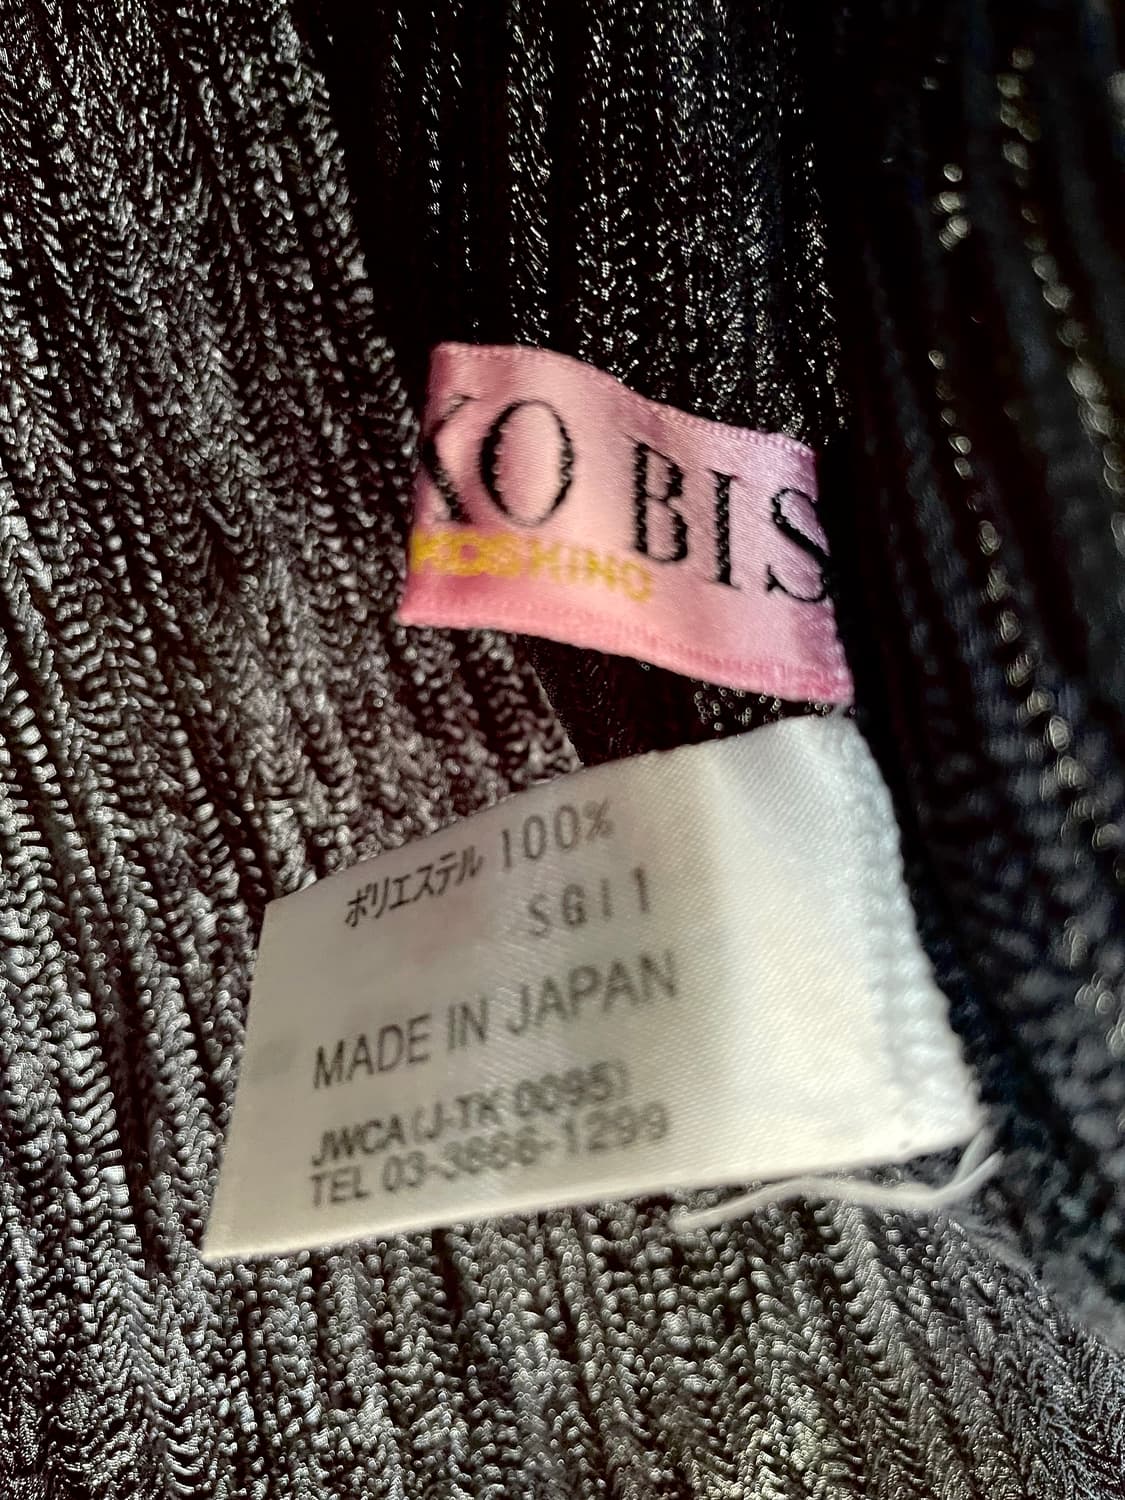 KO BIS
KOSHINO
ポリエステル 100%
SG11
MADE IN JAPAN
JWCA(J-TK 0095)
TEL 03-3866-1299